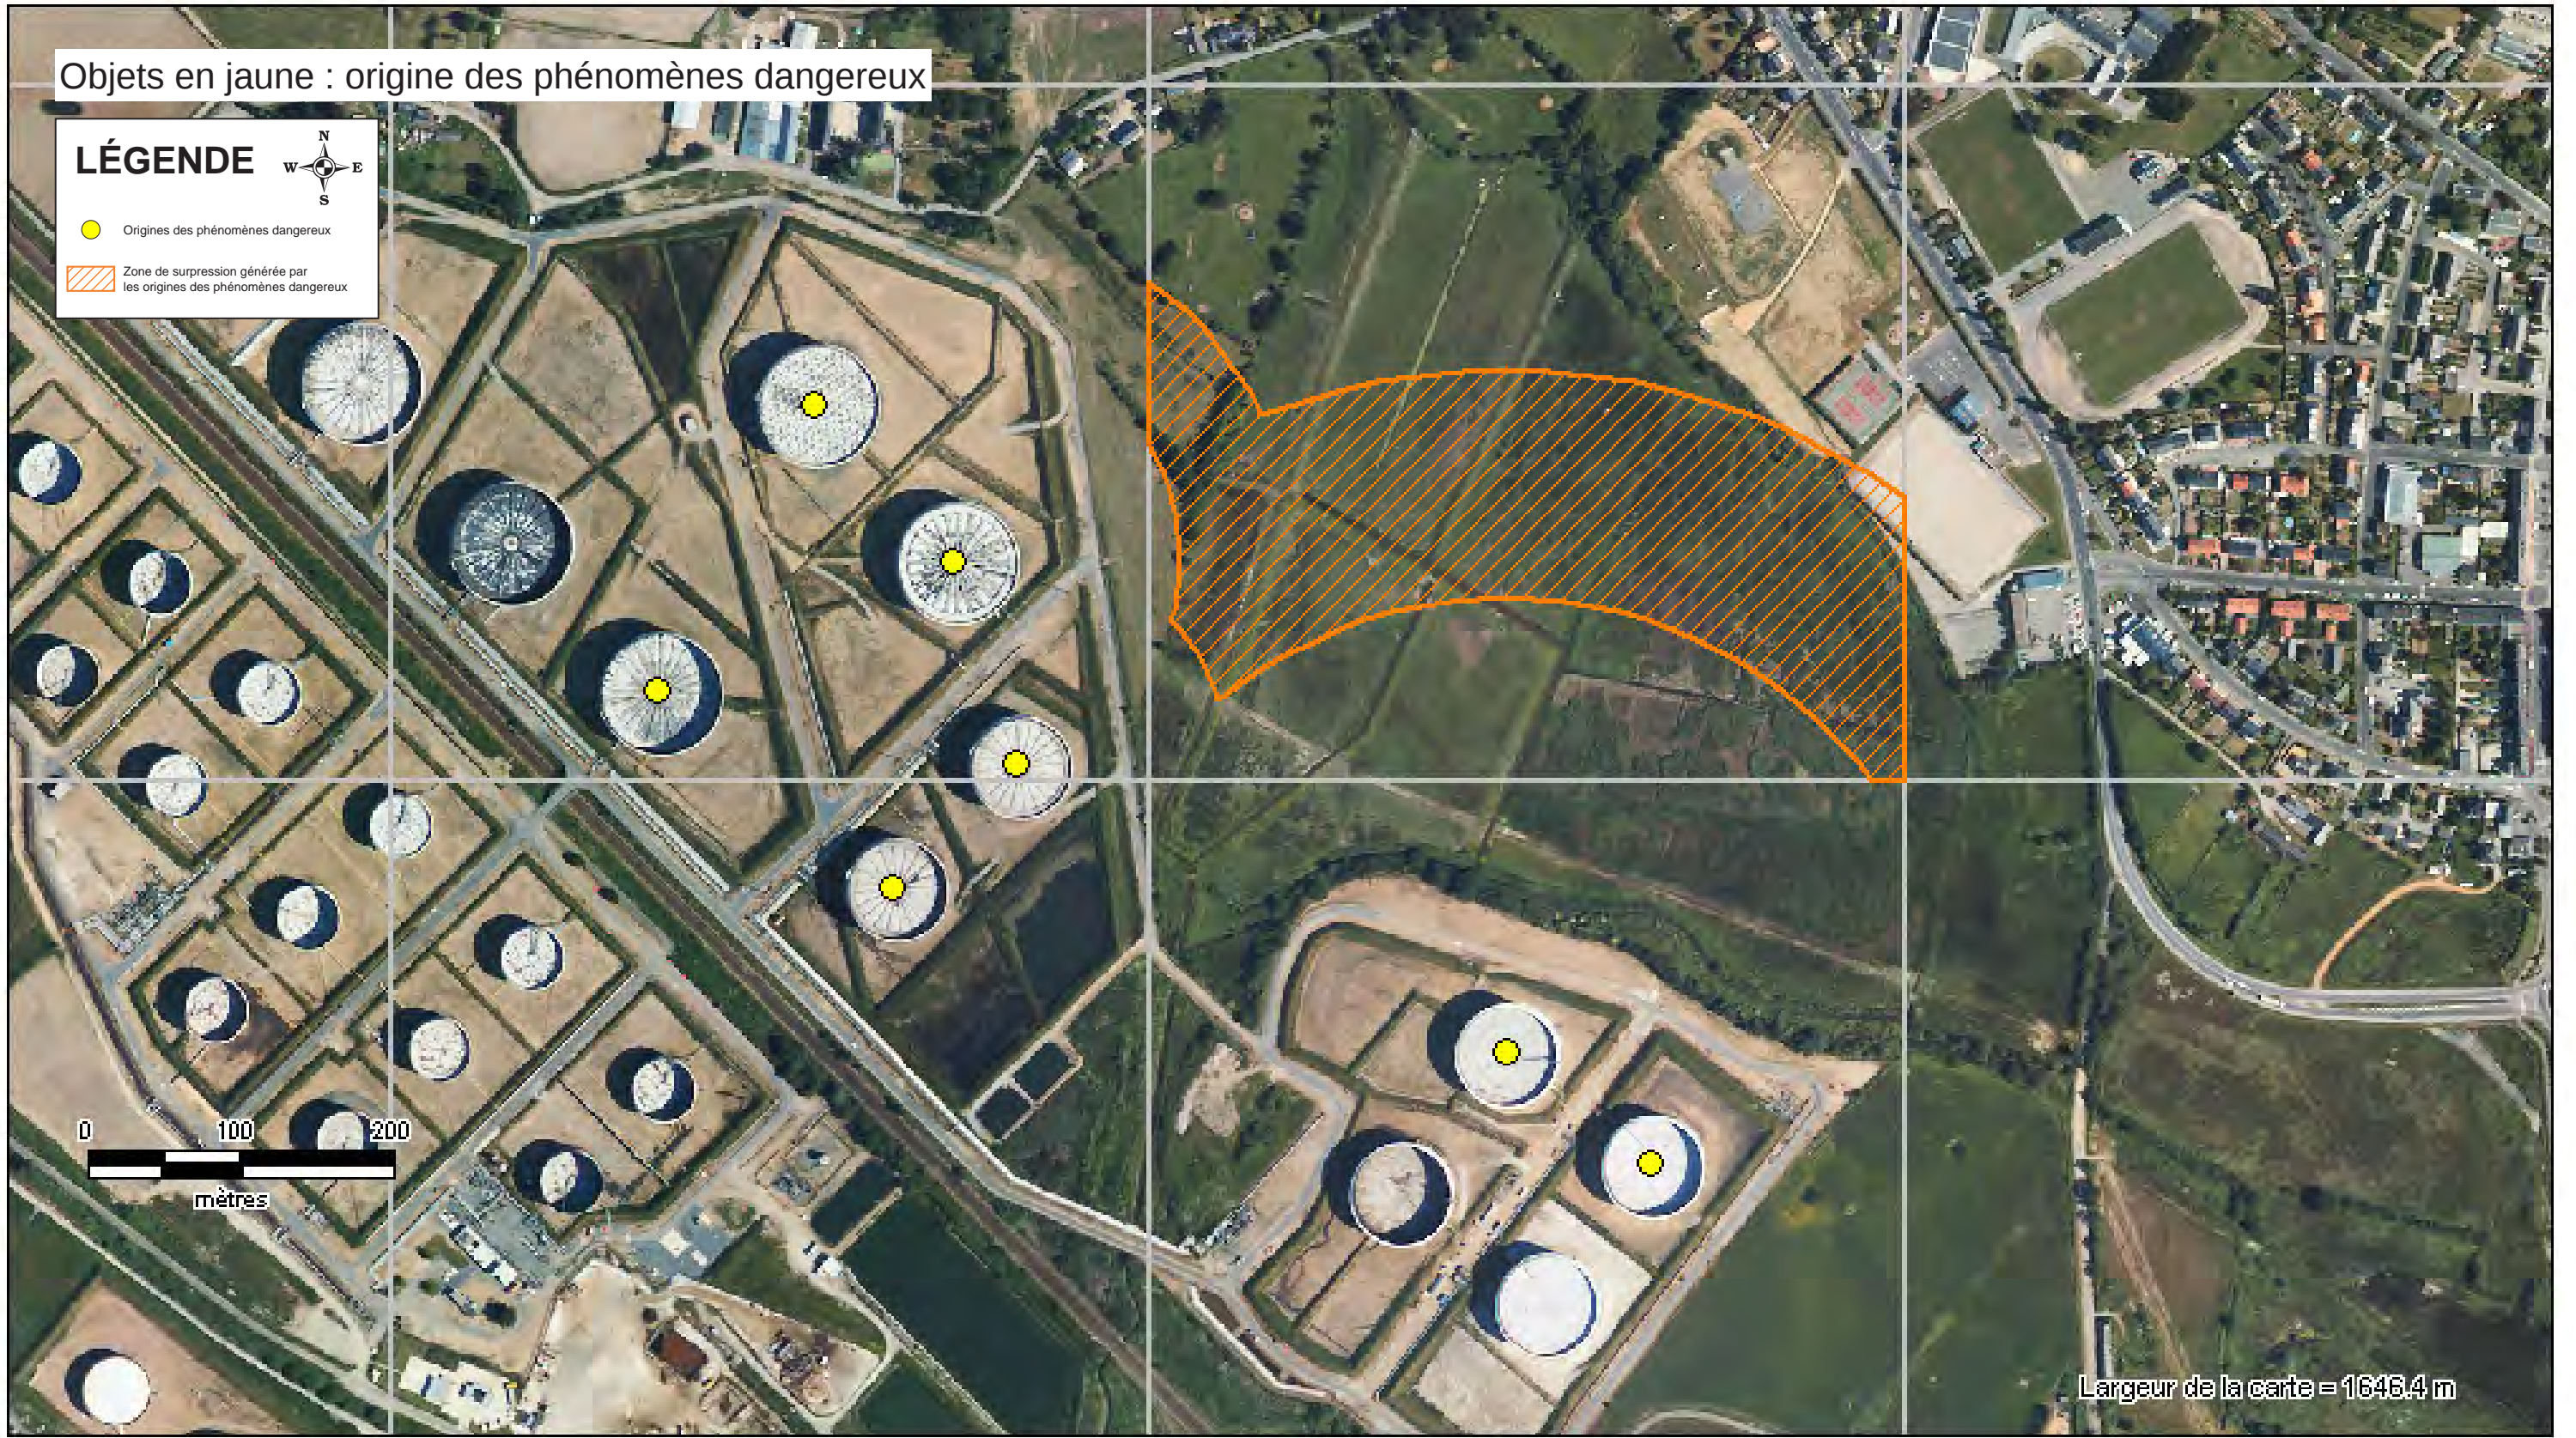 Objets en jaune : origine des phénomènes dangereux
LÉGENDE
N
W E
S
Origines des phénomènes dangereux
Zone de surpression générée par
les origines des phénomènes dangereux
0 100 200
mètres
Largeur de la carte = 1646.4 m